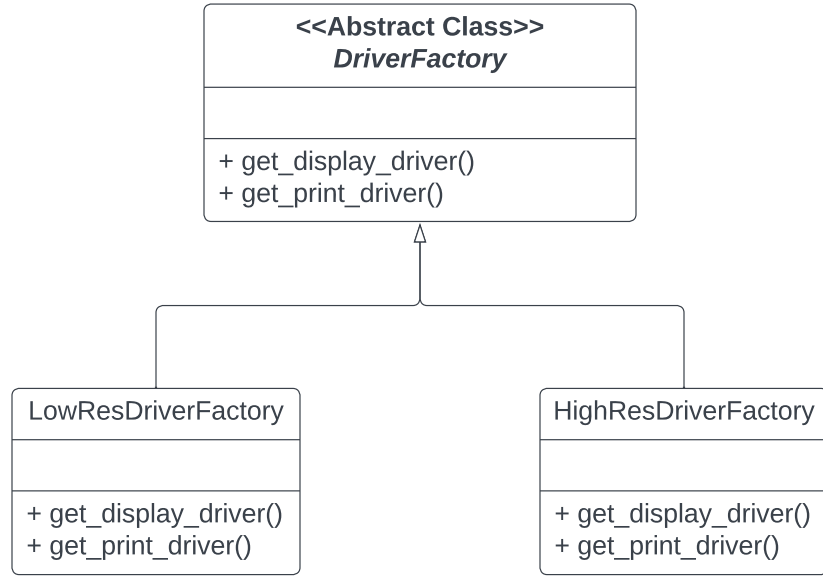 <<Abstract Class>>
DriverFactory
+ get_display_driver()
+ get_print_driver()
LowResDriverFactory
+ get_display_driver()
+ get_print_driver()
HighResDriverFactory
+ get_display_driver()
+ get_print_driver()